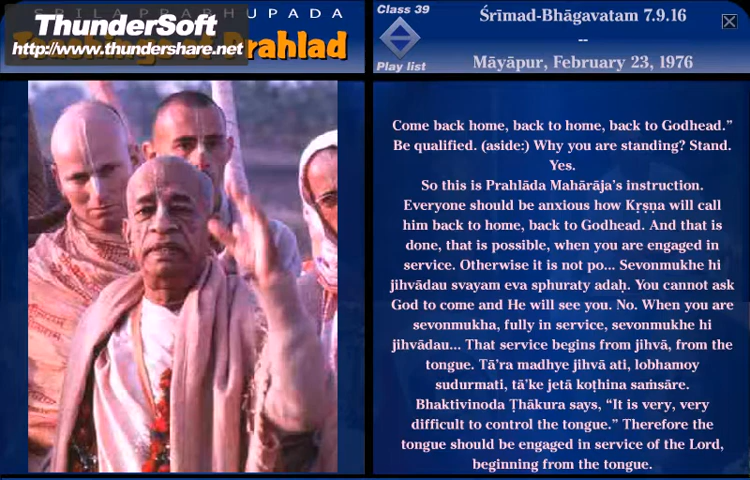 SRILA PRABHUPADA
ThunderSoft
http://www.thundershare.net
Prahlad
Class 39
Play list
Śrīmad-Bhāgavatam 7.9.16
--
Māyāpur, February 23, 1976
Come back home, back to home, back to Godhead.”
Be qualified. (aside:) Why you are standing? Stand.
Yes.
So this is Prahlāda Mahārāja’s instruction.
Everyone should be anxious how Kṛṣṇa will call
him back to home, back to Godhead. And that is
done, that is possible, when you are engaged in
service. Otherwise it is not po... Sevonmukhe hi
jihvādau svayam eva sphuraty adaḥ. You cannot ask
God to come and He will see you. No. When you are
sevonmukha, fully in service, sevonmukhe hi
jihvādau... That service begins from jihvā, from the
tongue. Tā’ra madhye jihvā ati, lobhamoy
sudurmati, tā’ke jetā koṭhina saṁsāre.
Bhaktivinoda Ṭhākura says, “It is very, very
difficult to control the tongue.” Therefore the
tongue should be engaged in service of the Lord,
beginning from the tongue.